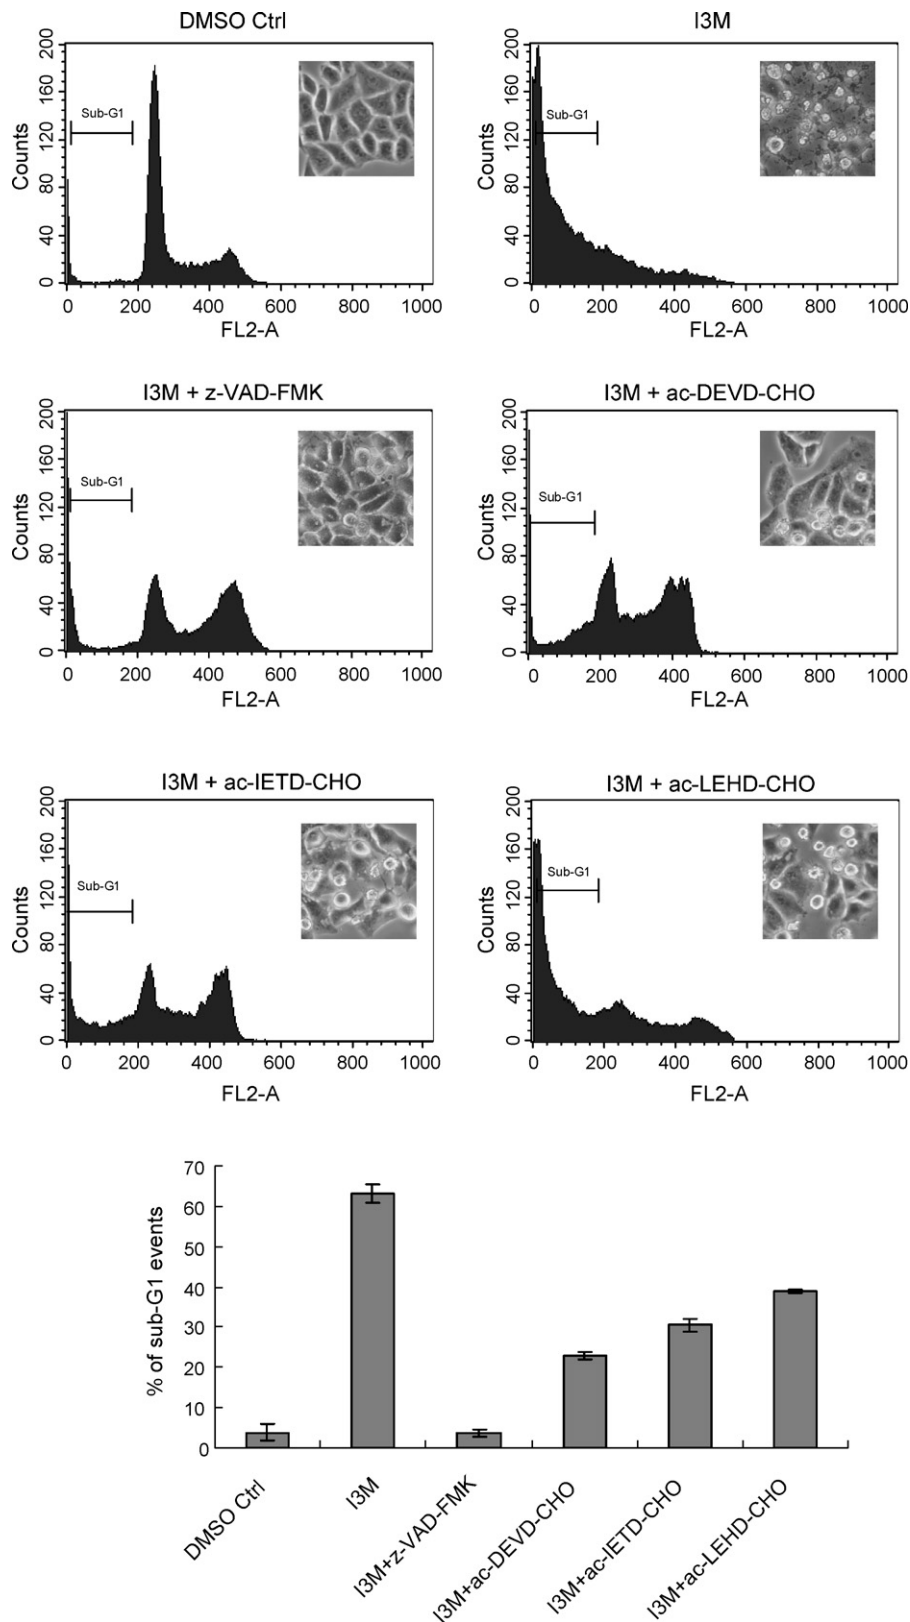 DMSO Ctrl
I3M
200
160
120
80
40
0
Counts
Sub-G1
0 200 400 600 800 1000
FL2-A
200
160
120
80
40
0
Counts
Sub-G1
0 200 400 600 800 1000
FL2-A
I3M + z-VAD-FMK
I3M + ac-DEVD-CHO
200
160
120
80
40
0
Counts
Sub-G1
0 200 400 600 800 1000
FL2-A
200
160
120
80
40
0
Counts
Sub-G1
0 200 400 600 800 1000
FL2-A
I3M + ac-IETD-CHO
I3M + ac-LEHD-CHO
200
160
120
80
40
0
Counts
Sub-G1
0 200 400 600 800 1000
FL2-A
200
160
120
80
40
0
Counts
Sub-G1
0 200 400 600 800 1000
FL2-A
70
60
50
40
30
20
10
0
% of sub-G1 events
DMSO Ctrl
I3M
I3M+z-VAD-FMK
I3M+ac-DEVD-CHO
I3M+ac-IETD-CHO
I3M+ac-LEHD-CHO